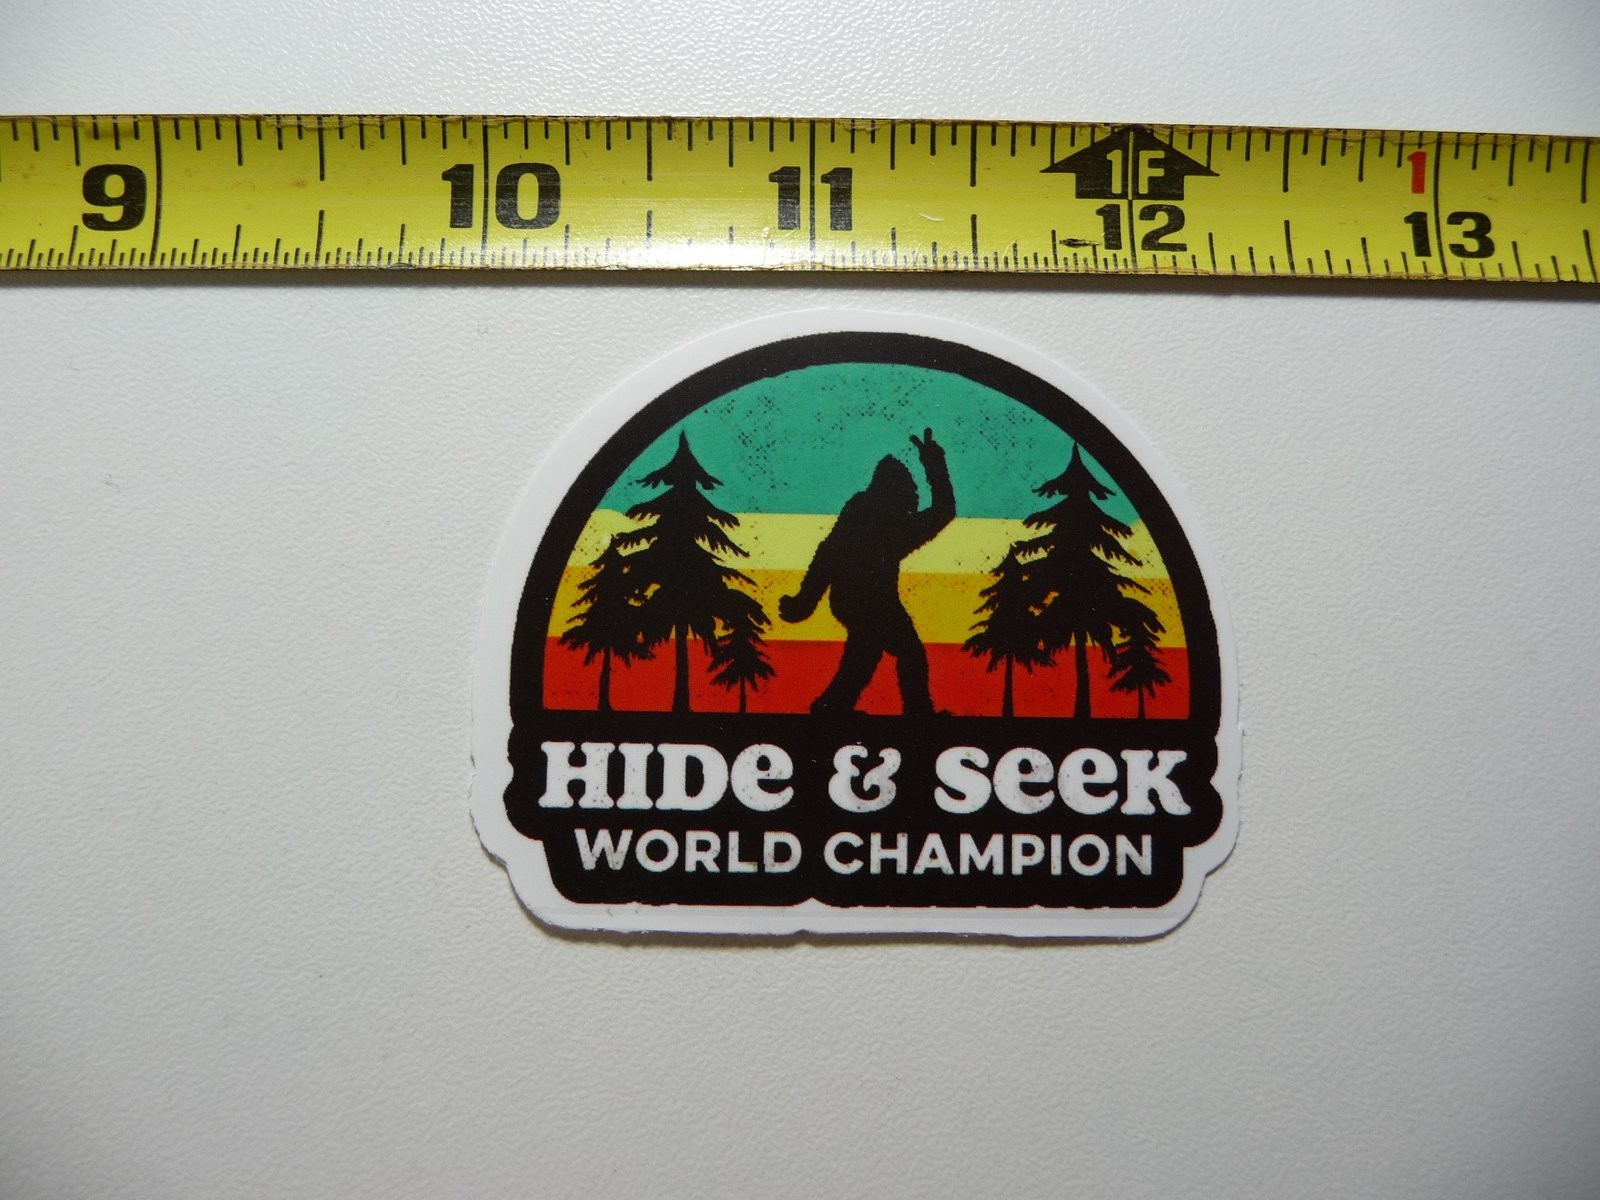 9 10 11 1F 12 1 13
HIDe & SeeK
WORLD CHAMPION